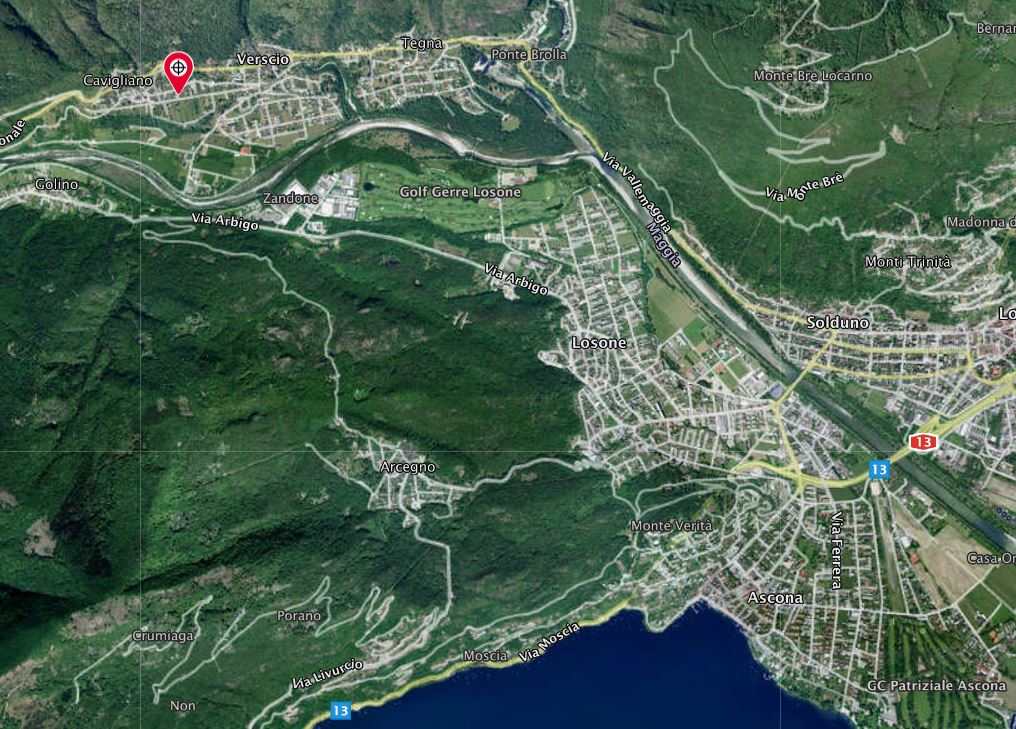 Tegna
Bernar
Verscio
Ponte Brolla
Cavigliano
Monte Bre Locarno
onale
Via Vallemaggia
Via Monte Brè
Golino
Zandone
Golf Gerre Losone
Via Arbigo
Maggia
Madonna d
Monti Trinità
Via Arbigo
Solduno
Lo
Losone
13
Arcegno
13
Monte Verità
Via Ferrera
Casa Or
Ascona
Porano
Crumiaga
Moscia
Via Moscia
Via Livurcio
GC Patriziale Ascona
Non
13